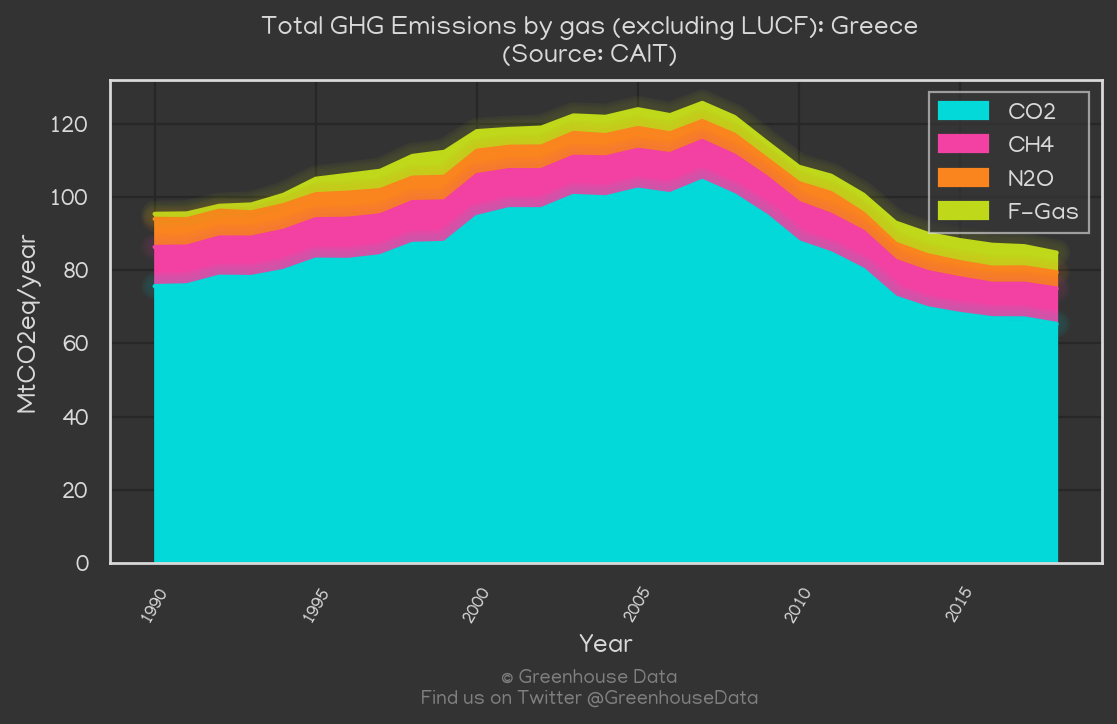 Total GHG Emissions by gas (excluding LUCF): Greece
(Source: CAIT)
CO2
CH4
N2O
F-Gas
MtCO2eq/year
120
100
80
60
40
20
0
1990
1995
2000
2005
2010
2015
Year
© Greenhouse Data
Find us on Twitter @GreenhouseData